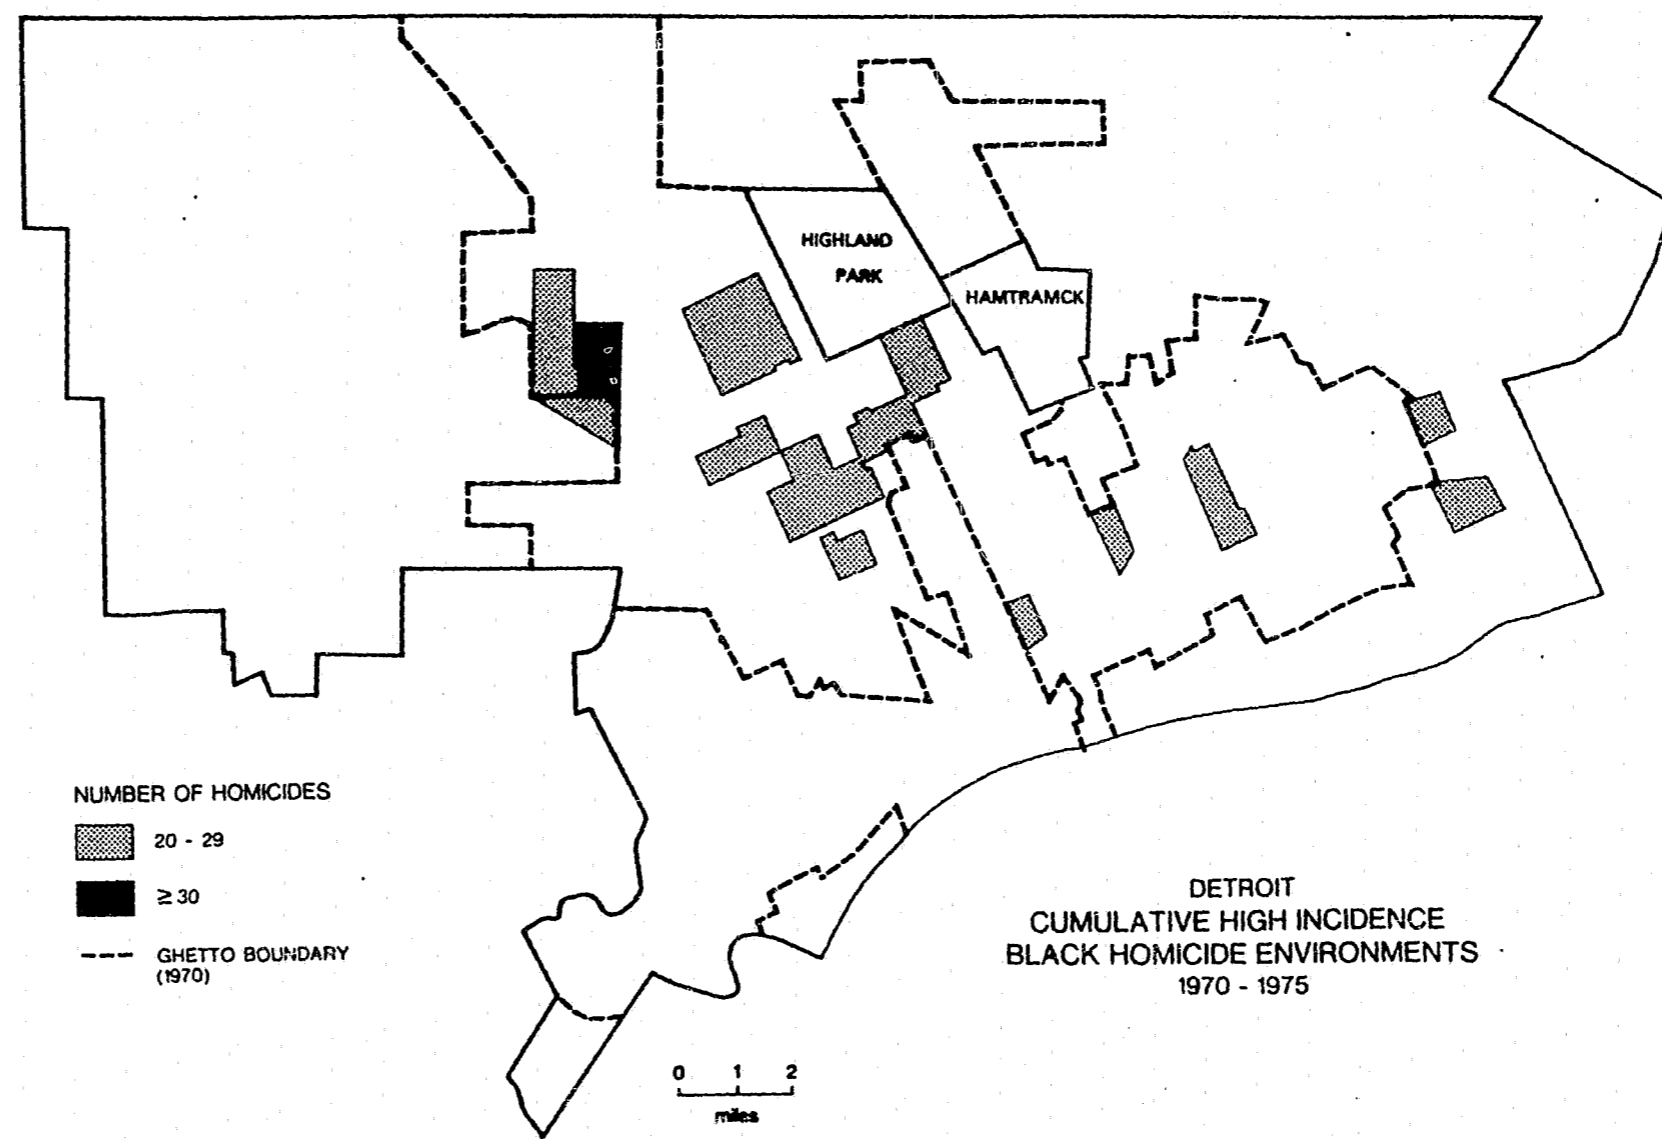 HIGHLAND
PARK
HAMTRAMCK
NUMBER OF HOMICIDES
20 - 29
≥ 30
GHETTO BOUNDARY
(1970)
DETROIT
CUMULATIVE HIGH INCIDENCE
BLACK HOMICIDE ENVIRONMENTS
1970 - 1975
0 1 2
miles